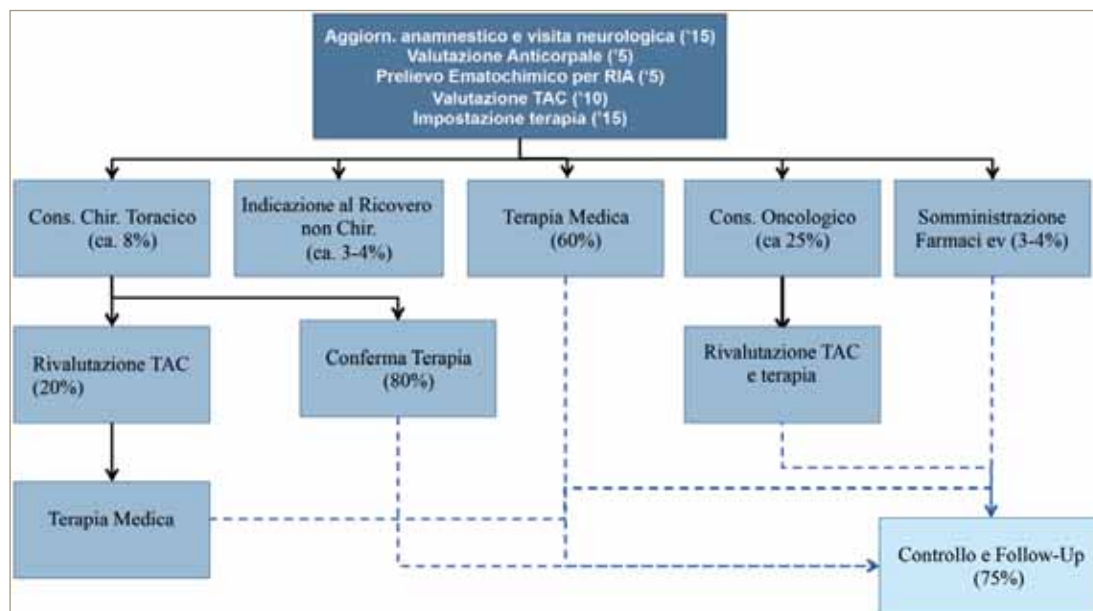 Aggiorn. anamnestico e visita neurologica ('15)
Valutazione Anticorpale ('5)
Prelievo Ematochimico per RIA ('5)
Valutazione TAC ('10)
Impostazione terapia ('15)
Cons. Chir. Toracico
(ca. 8%)
Indicazione al Ricovero
non Chir.
(ca. 3-4%)
Terapia Medica
(60%)
Cons. Oncologico
(ca 25%)
Somministrazione
Farmaci ev (3-4%)
Rivalutazione TAC
(20%)
Conferma Terapia
(80%)
Rivalutazione TAC
e terapia
Terapia Medica
Controllo e Follow-Up
(75%)